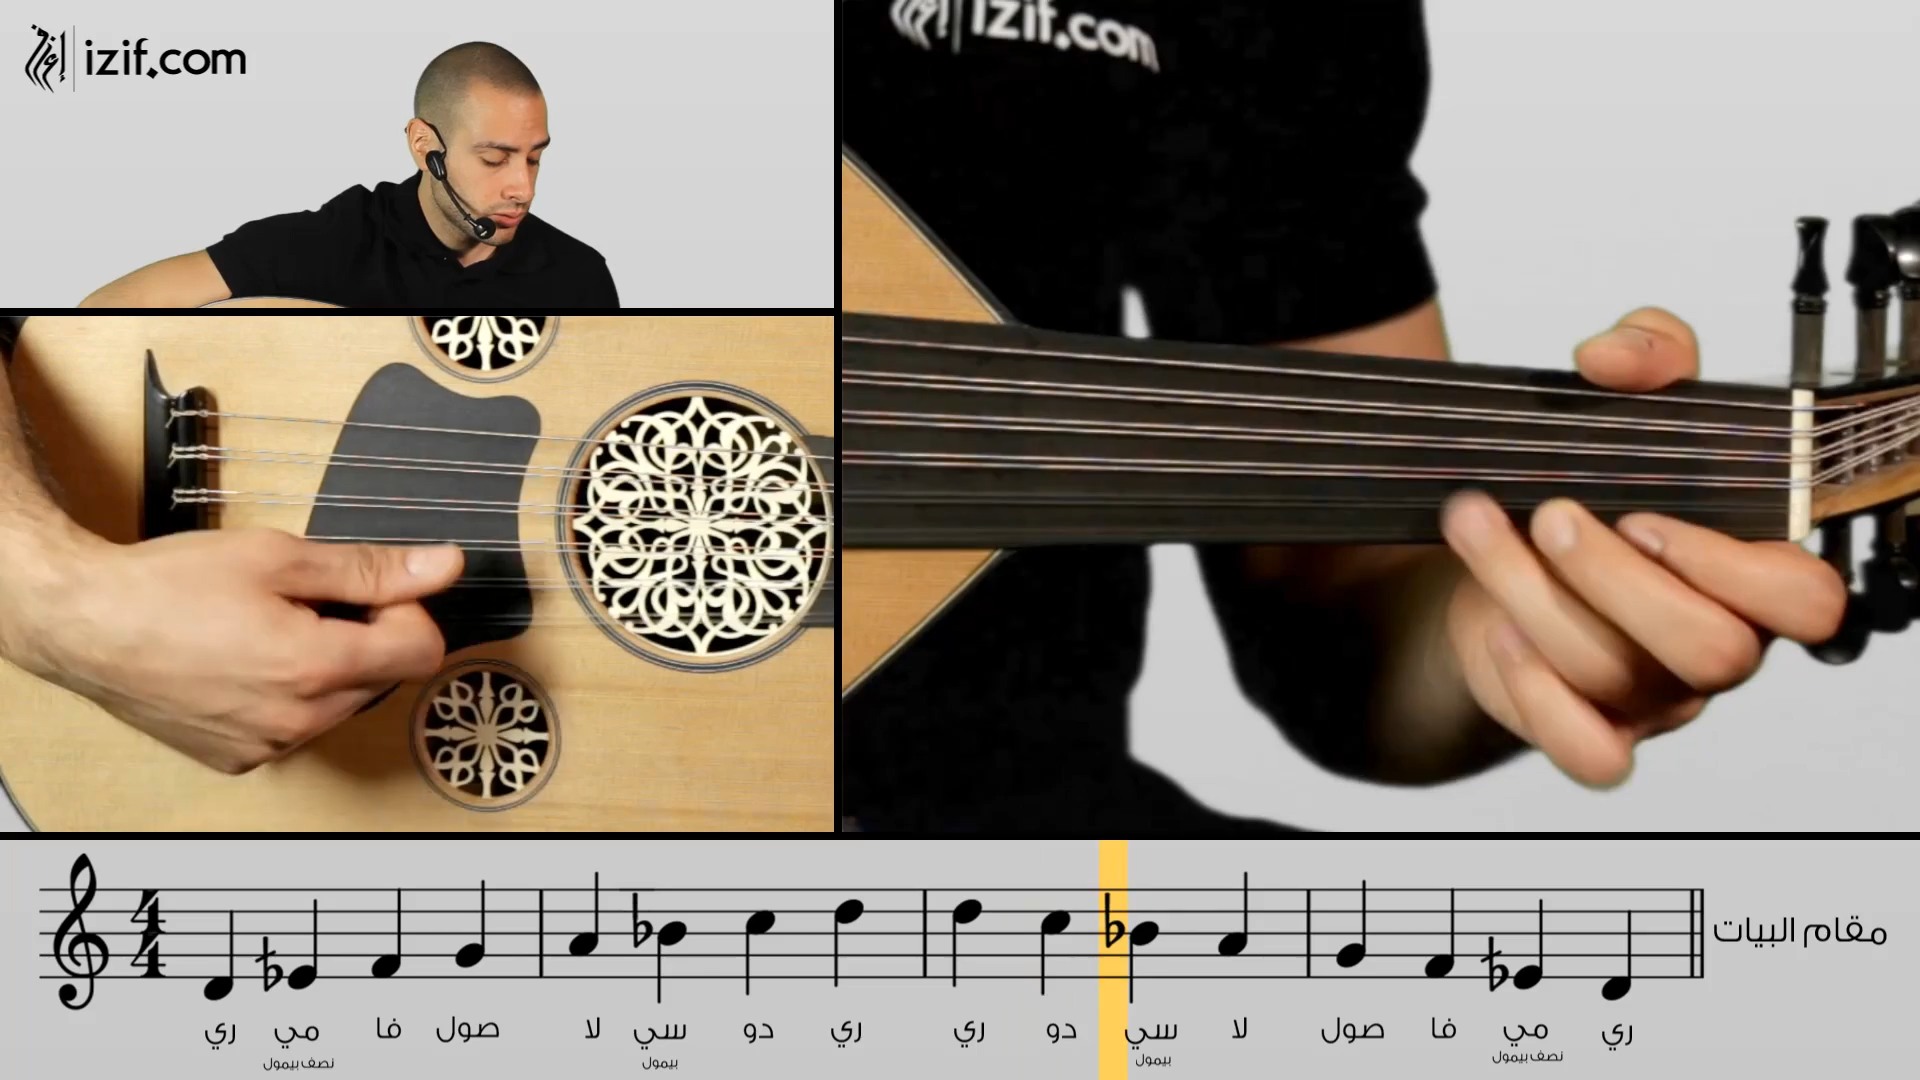 izif.com
izif.com
مقام البيات
ري مي فا صول لا سي دو ري ري دو سي لا صول فا مي ري
نصف بيمول بيمول بيمول نصف بيمول